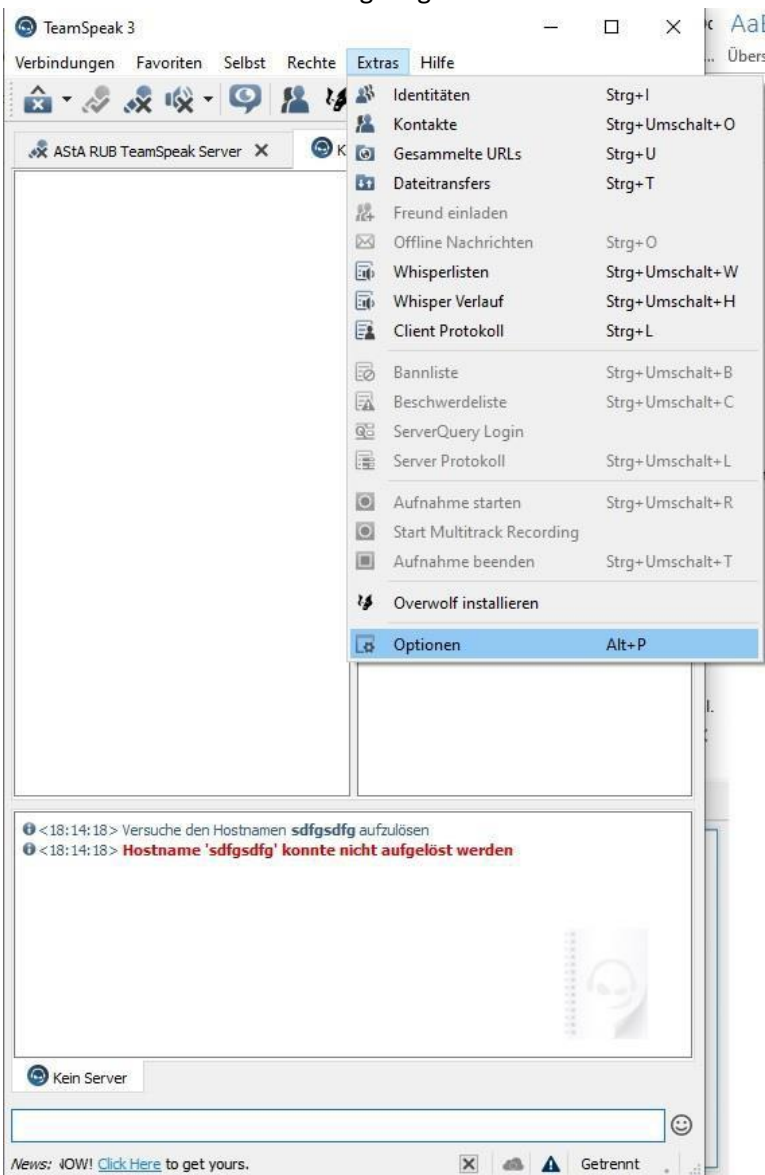 TeamSpeak 3
Verbindungen Favoriten Selbst Rechte Extras Hilfe
AStA RUB TeamSpeak Server
K
Identitäten Strg+I
Kontakte Strg+Umschalt+O
Gesammelte URLs Strg+U
Dateitransfers Strg+T
Freund einladen
Offline Nachrichten Strg+O
Whisperlisten Strg+Umschalt+W
Whisper Verlauf Strg+Umschalt+H
Client Protokoll Strg+L
Bannliste Strg+Umschalt+B
Beschwerdeliste Strg+Umschalt+C
ServerQuery Login
Server Protokoll Strg+Umschalt+L
Aufnahme starten Strg+Umschalt+R
Start Multitrack Recording
Aufnahme beenden Strg+Umschalt+T
Overwolf installieren
Optionen Alt+P
<18:14:18> Versuche den Hostnamen sdfgsdfg aufzulösen
<18:14:18> Hostname 'sdfgsdfg' konnte nicht aufgelöst werden
Kein Server
News: NOW! Click Here to get yours.
Getrennt